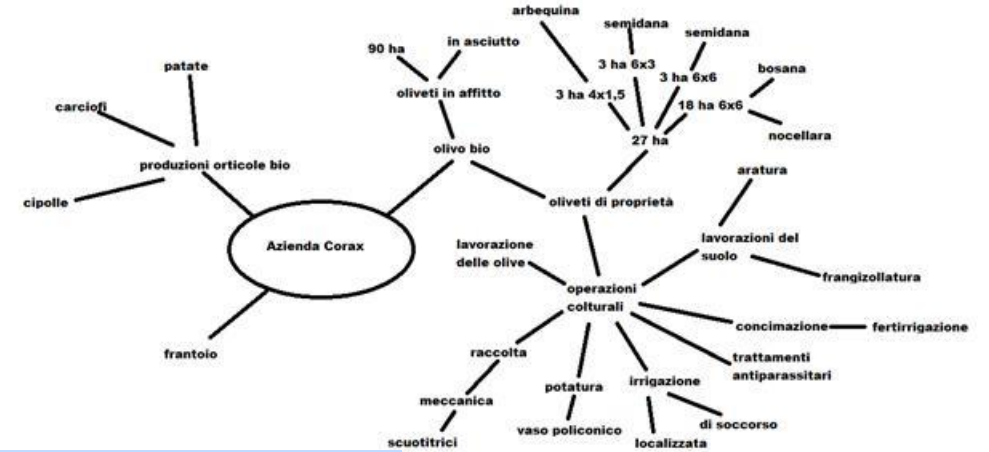 arbequina
semidana
semidana
90 ha
in asciutto
patate
3 ha 6x3
bosana
3 ha 6x6
oliveti in affitto
3 ha 4x1,5
carciofi
18 ha 6x6
nocellara
27 ha
olivo bio
produzioni orticole bio
aratura
cipolle
oliveti di proprietà
Azienda Corax
lavorazione
delle olive
lavorazioni del
suolo
frangizollatura
operazioni
colturali
concimazione
fertirrigazione
frantoio
raccolta
trattamenti
antiparassitari
potatura
irrigazione
meccanica
vaso policonico
di soccorso
scuotitrici
localizzata